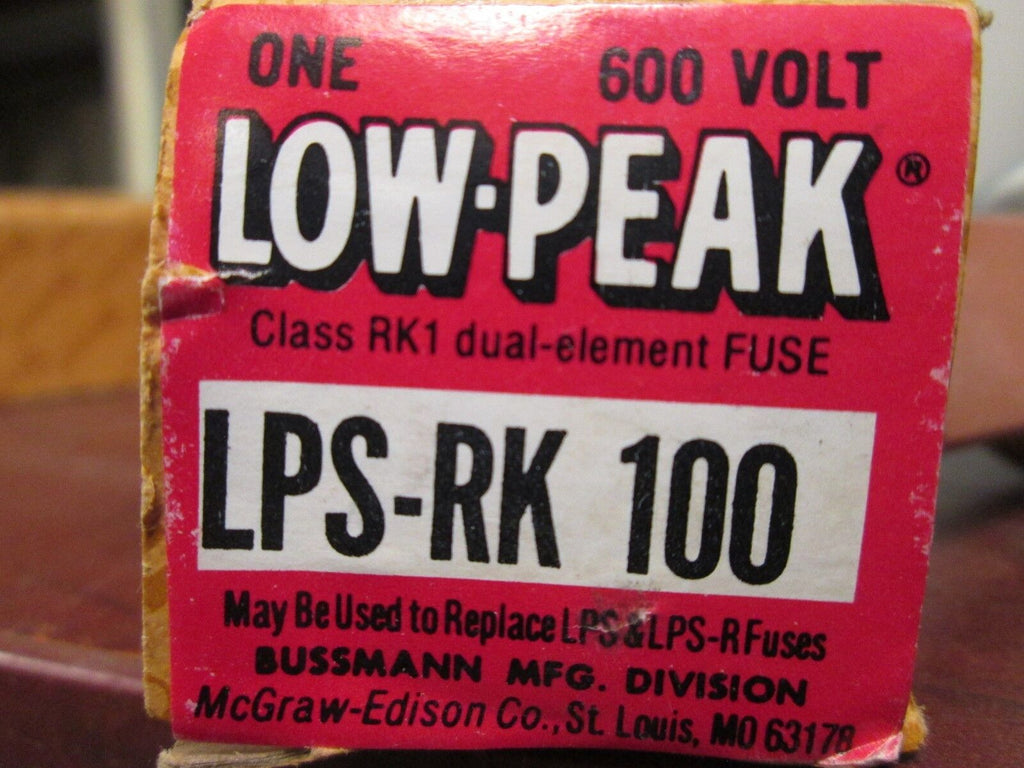 ONE 600 VOLT
LOW-PEAK®
Class RK1 dual-element FUSE
LPS-RK 100
May Be Used to Replace LPS & LPS-R Fuses
BUSSMANN MFG. DIVISION
McGraw-Edison Co., St. Louis, MO 63178